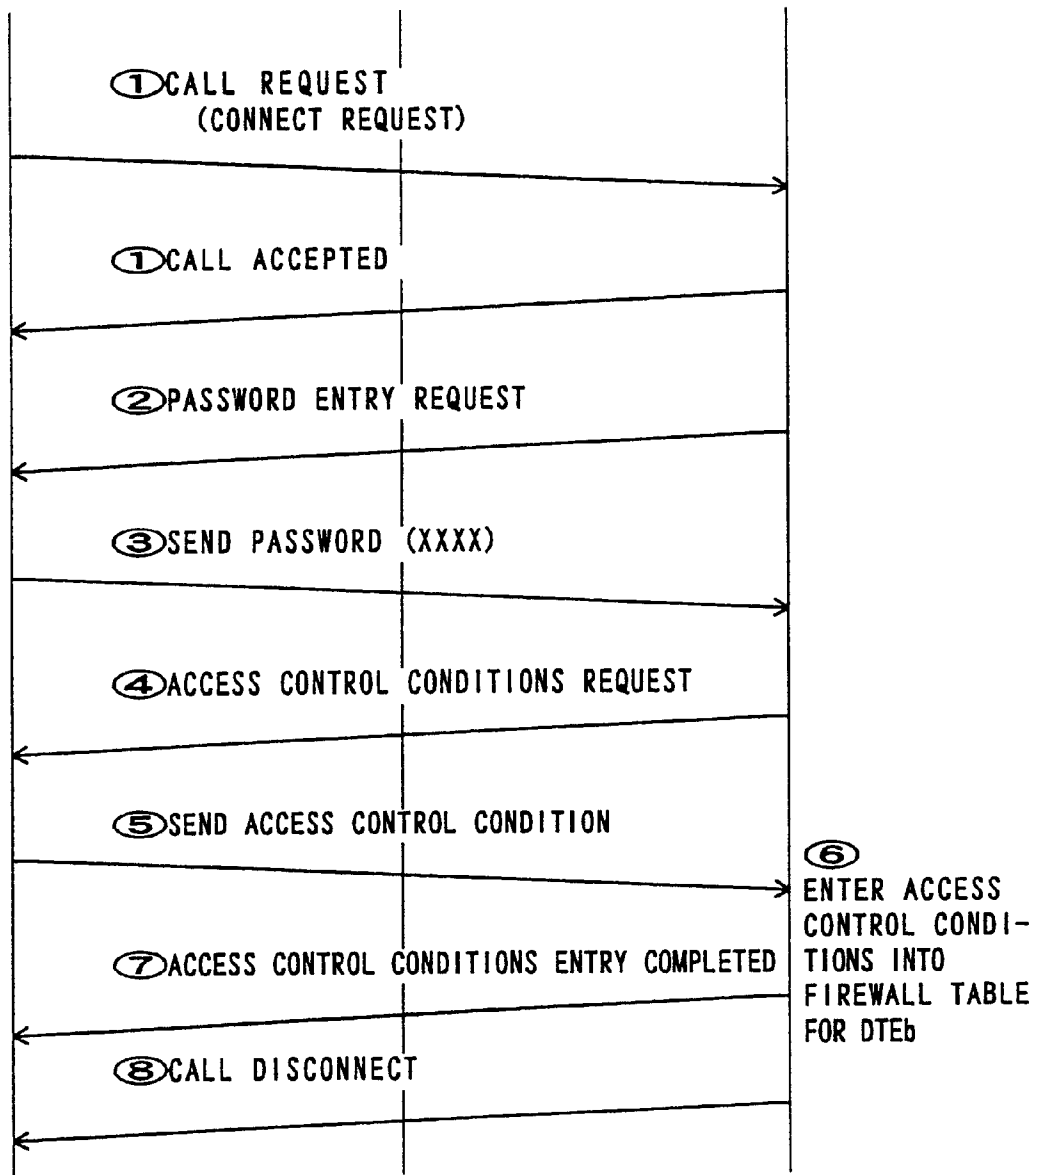 ①CALL REQUEST
(CONNECT REQUEST)
①CALL ACCEPTED
②PASSWORD ENTRY REQUEST
③SEND PASSWORD (XXXX)
④ACCESS CONTROL CONDITIONS REQUEST
⑤SEND ACCESS CONTROL CONDITION
⑥
ENTER ACCESS
CONTROL CONDI-
TIONS INTO
FIREWALL TABLE
FOR DTEb
⑦ACCESS CONTROL CONDITIONS ENTRY COMPLETED
⑧CALL DISCONNECT